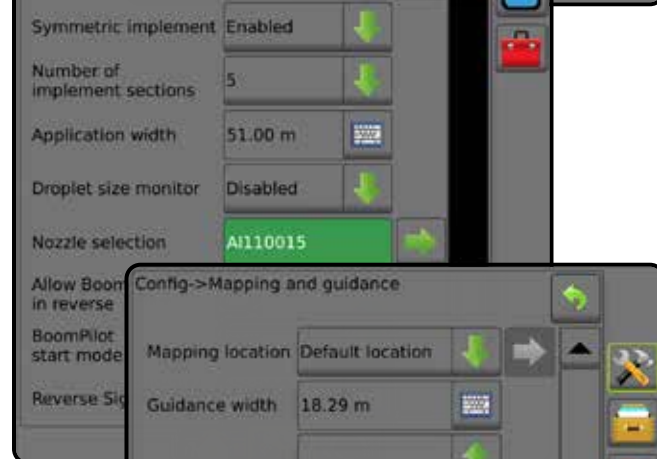 Symmetric implement Enabled
Number of
implement sections 5
Application width 51.00 m
Droplet size monitor Disabled
Nozzle selection AI110015
Allow Boom
in reverse
BoomPilot
start mode
Reverse Sig
Config->Mapping and guidance
Mapping location Default location
Guidance width 18.29 m